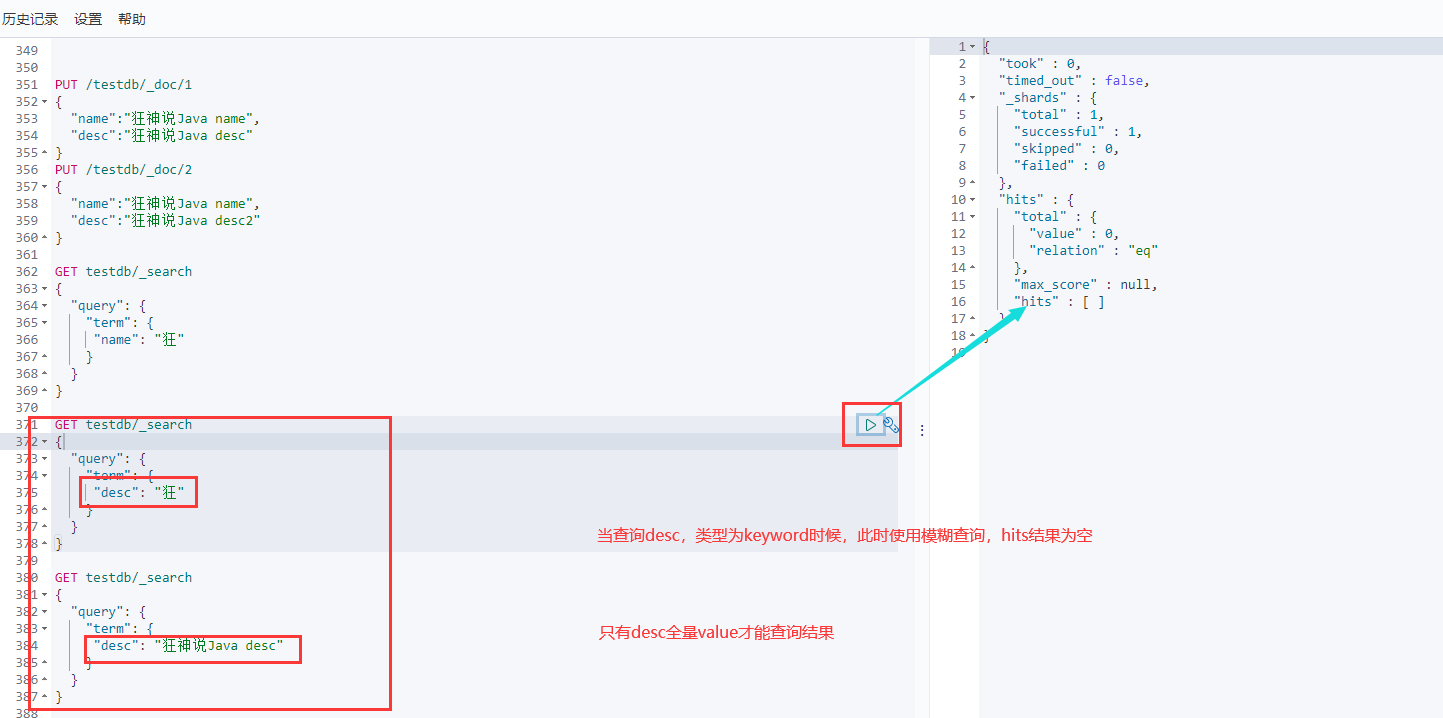 历史记录 设置 帮助
349
350
351 PUT /testdb/_doc/1
352 {
353 "name":"狂神说Java name",
354 "desc":"狂神说Java desc"
355 }
356 PUT /testdb/_doc/2
357 {
358 "name":"狂神说Java name",
359 "desc":"狂神说Java desc2"
360 }
361
362 GET testdb/_search
363 {
364 "query": {
365 "term": {
366 "name": "狂"
367 }
368 }
369 }
370
371 GET testdb/_search
372 {
373 "query": {
374 "term": {
375 "desc": "狂"
376 }
377 }
378 }
379
380 GET testdb/_search
381 {
382 "query": {
383 "term": {
384 "desc": "狂神说Java desc"
385 }
386 }
387 }
388
当查询desc，类型为keyword时候，此时使用模糊查询，hits结果为空
只有desc全量value才能查询结果
1 {
2 "took" : 0,
3 "timed_out" : false,
4 "_shards" : {
5 "total" : 1,
6 "successful" : 1,
7 "skipped" : 0,
8 "failed" : 0
9 },
10 "hits" : {
11 "total" : {
12 "value" : 0,
13 "relation" : "eq"
14 },
15 "max_score" : null,
16 "hits" : [ ]
17 }
18 }
19